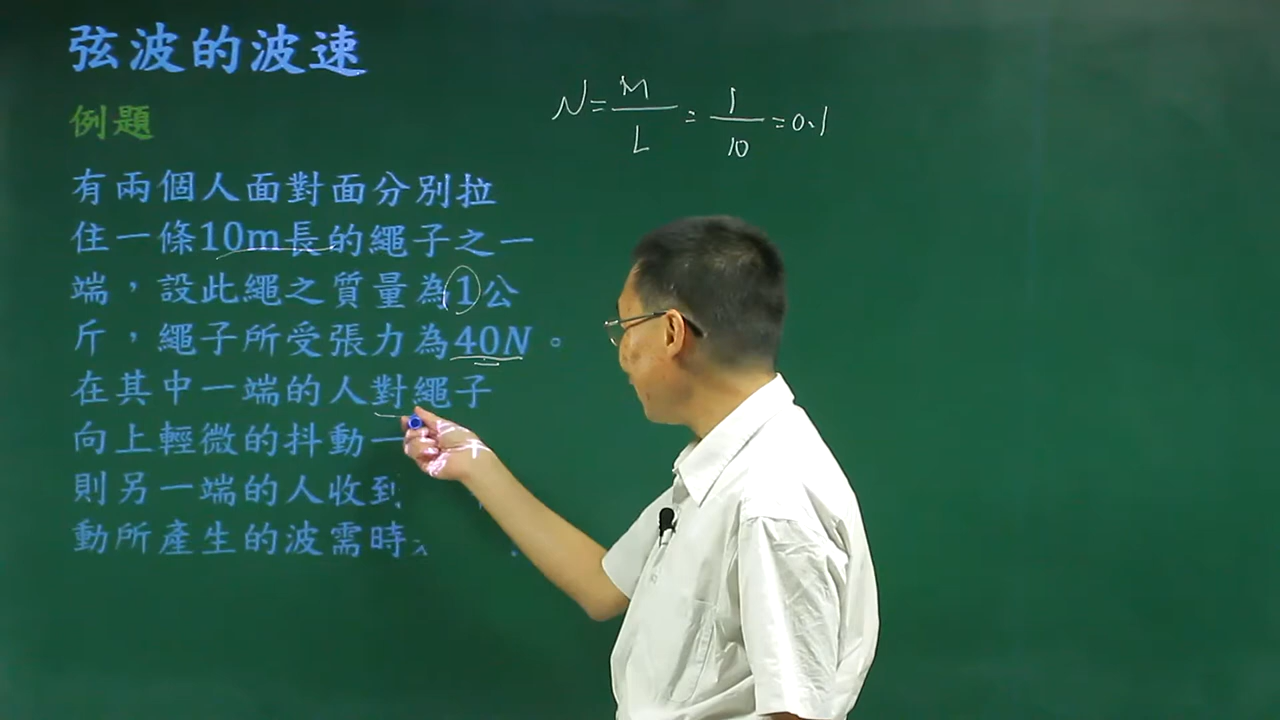 弦波的波速
例題
有兩個人面對面分別拉
住一條10m長的繩子之一
端，設此繩之質量為1公
斤，繩子所受張力為40N。
在其中一端的人對繩子
向上輕微的抖動一
則另一端的人收到
動所產生的波需時
N=M/L=1/10=0.1